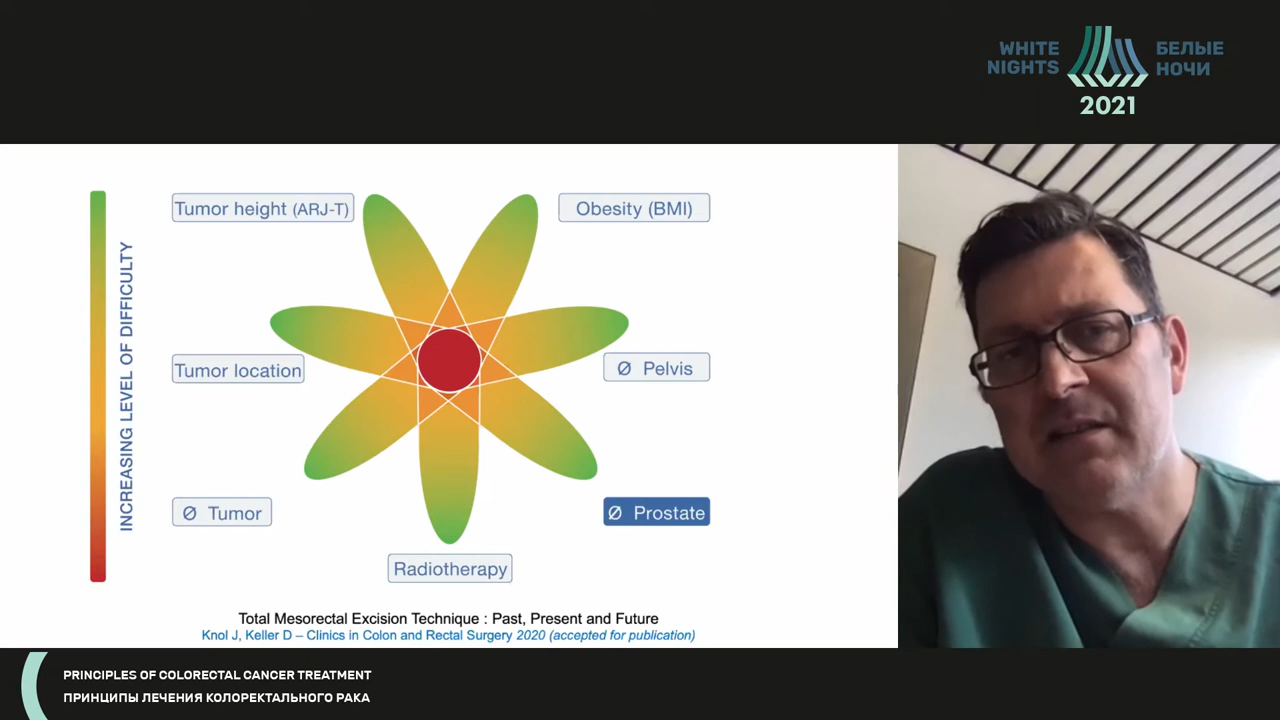 WHITE
NIGHTS
БЕЛЫЕ
НОЧИ
2021
Tumor height (ARJ-T)
Obesity (BMI)
INCREASING LEVEL OF DIFFICULTY
Tumor location
Ø Pelvis
Ø Tumor
Ø Prostate
Radiotherapy
Total Mesorectal Excision Technique : Past, Present and Future
Knol J, Keller D – Clinics in Colon and Rectal Surgery 2020 (accepted for publication)
PRINCIPLES OF COLORECTAL CANCER TREATMENT
ПРИНЦИПЫ ЛЕЧЕНИЯ КОЛОРЕКТАЛЬНОГО РАКА